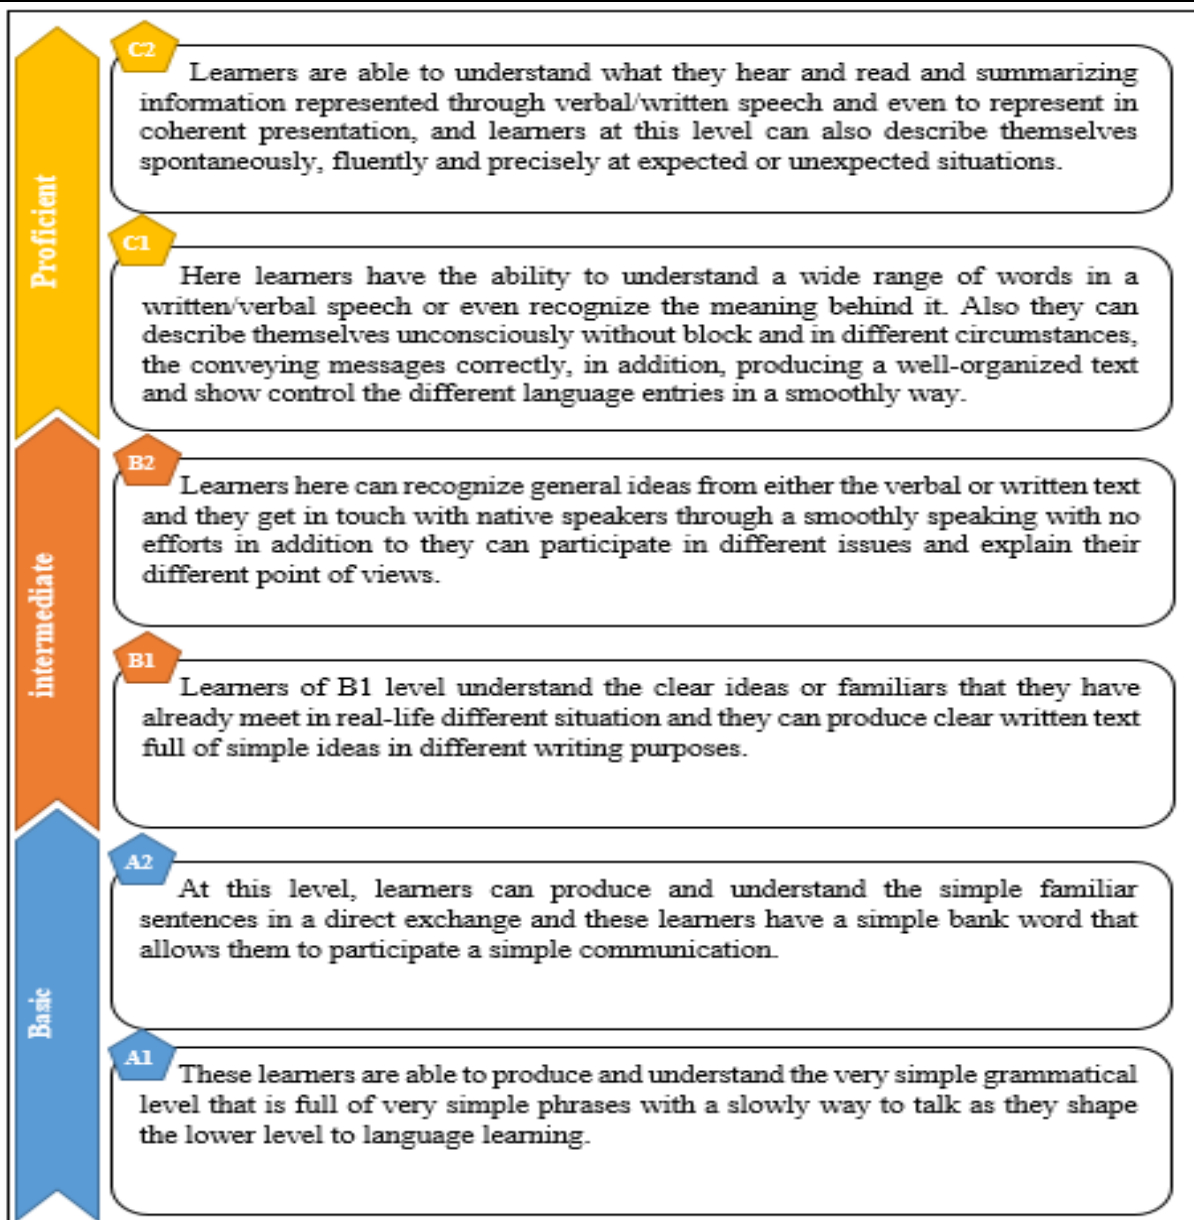 C2
Learners are able to understand what they hear and read and summarizing
information represented through verbal/written speech and even to represent in
coherent presentation, and learners at this level can also describe themselves
spontaneously, fluently and precisely at expected or unexpected situations.
Proficient
C1
Here learners have the ability to understand a wide range of words in a
written/verbal speech or even recognize the meaning behind it. Also they can
describe themselves unconsciously without block and in different circumstances,
the conveying messages correctly, in addition, producing a well-organized text
and show control the different language entries in a smoothly way.
B2
Learners here can recognize general ideas from either the verbal or written text
and they get in touch with native speakers through a smoothly speaking with no
efforts in addition to they can participate in different issues and explain their
different point of views.
intermediate
B1
Learners of B1 level understand the clear ideas or familiars that they have
already meet in real-life different situation and they can produce clear written text
full of simple ideas in different writing purposes.
A2
At this level, learners can produce and understand the simple familiar
sentences in a direct exchange and these learners have a simple bank word that
allows them to participate a simple communication.
Basic
A1
These learners are able to produce and understand the very simple grammatical
level that is full of very simple phrases with a slowly way to talk as they shape
the lower level to language learning.